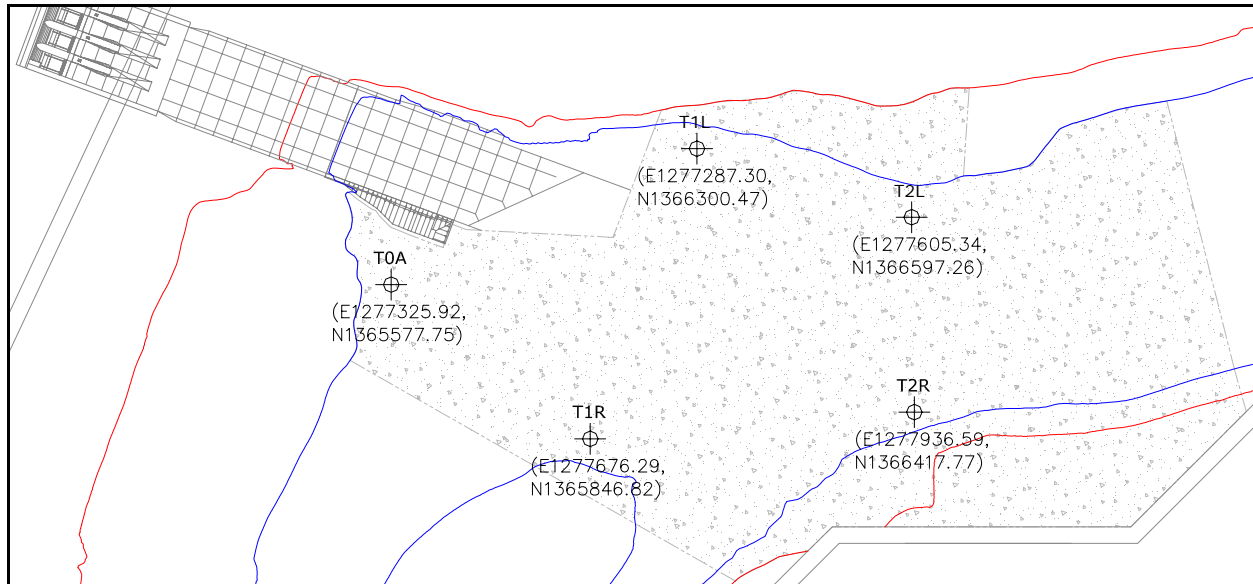 T1L
(E1277287.30,
N1366300.47)
T2L
(E1277605.34,
N1366597.26)
T0A
(E1277325.92,
N1365577.75)
T1R
(E1277676.29,
N1365846.82)
T2R
(E1277936.59,
N1366417.77)